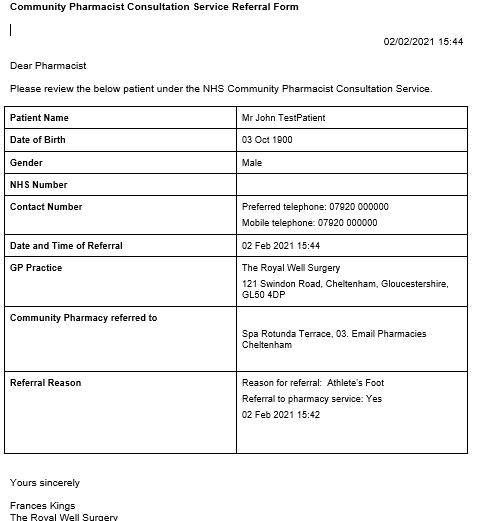 Community Pharmacist Consultation Service Referral Form
02/02/2021 15:44
Dear Pharmacist
Please review the below patient under the NHS Community Pharmacist Consultation Service.
Patient Name Mr John TestPatient
Date of Birth 03 Oct 1900
Gender Male
NHS Number
Contact Number Preferred telephone: 07920 000000
Mobile telephone: 07920 000000
Date and Time of Referral 02 Feb 2021 15:44
GP Practice The Royal Well Surgery
121 Swindon Road, Cheltenham, Gloucestershire,
GL50 4DP
Community Pharmacy referred to
Spa Rotunda Terrace, 03. Email Pharmacies
Cheltenham
Referral Reason Reason for referral: Athlete's Foot
Referral to pharmacy service: Yes
02 Feb 2021 15:42
Yours sincerely
Frances Kings
The Royal Well Surgery